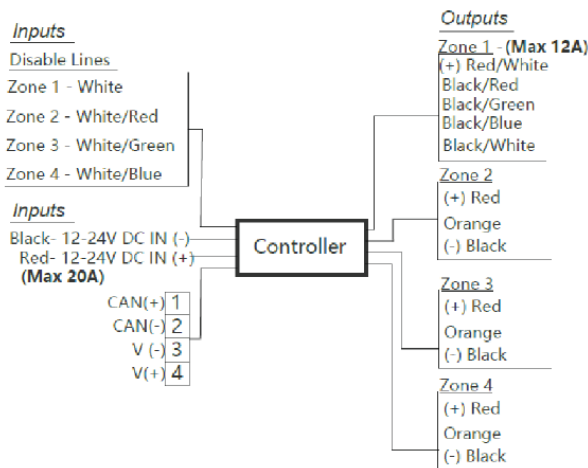 Inputs
Disable Lines
Zone 1 - White
Zone 2 - White/Red
Zone 3 - White/Green
Zone 4 - White/Blue
Inputs
Black- 12-24V DC IN (-)
Red- 12-24V DC IN (+)
(Max 20A)
CAN(+) 1
CAN(-) 2
V (-) 3
V(+) 4
Controller
Outputs
Zone 1 - (Max 12A)
(+) Red/White
Black/Red
Black/Green
Black/Blue
Black/White
Zone 2
(+) Red
Orange
(-) Black
Zone 3
(+) Red
Orange
(-) Black
Zone 4
(+) Red
Orange
(-) Black